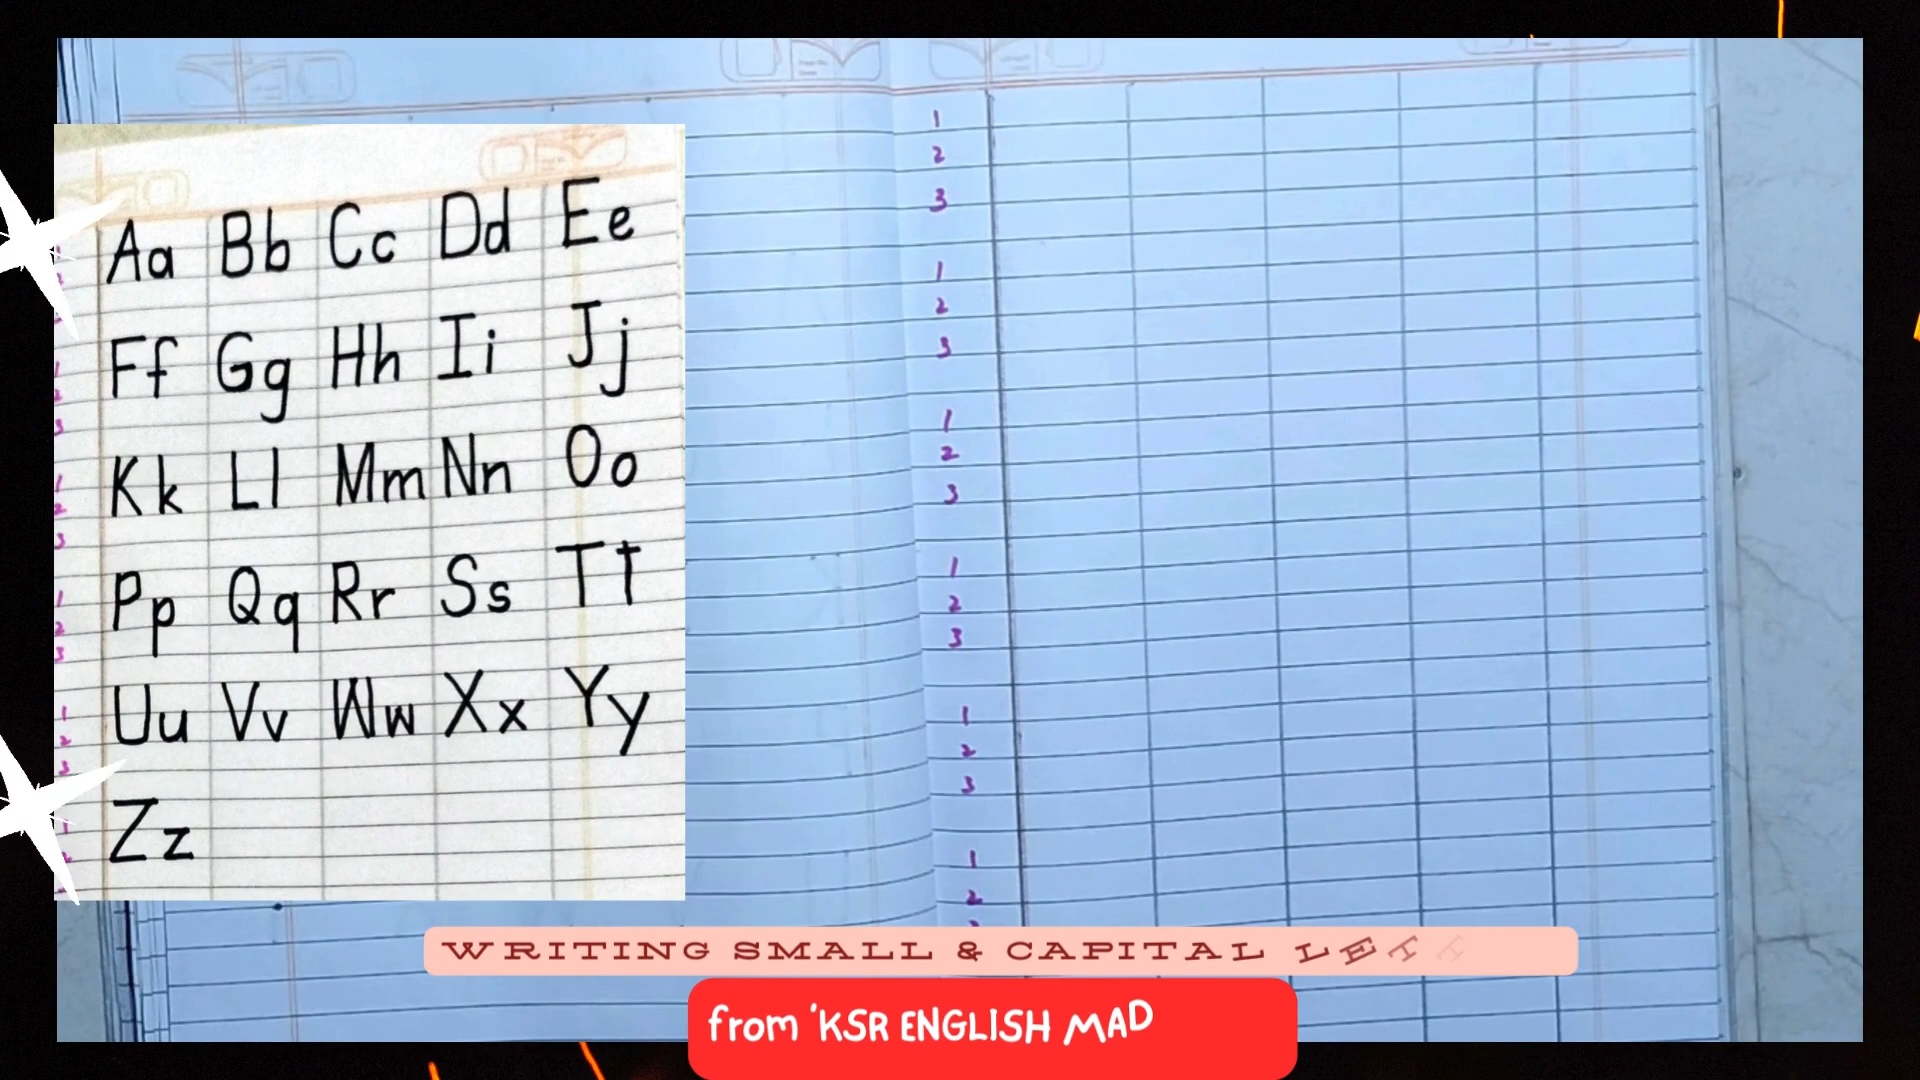 Aa Bb Cc Dd Ee
Ff Gg Hh Ii Jj
Kk Ll Mm Nn Oo
Pp Qq Rr Ss Tt
Uu Vv Ww Xx Yy
Zz
1
2
3
1
2
3
1
2
3
1
2
3
1
2
3
1
2
WRITING SMALL & CAPITAL LETT
from 'KSR ENGLISH MAD